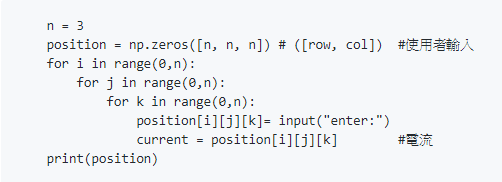 n = 3
position = np.zeros([n, n, n]) # ([row, col])  #使用者輸入
for i in range(0,n):
    for j in range(0,n):
        for k in range(0,n):
            position[i][j][k]= input("enter:")
            current = position[i][j][k]        #電流
print(position)